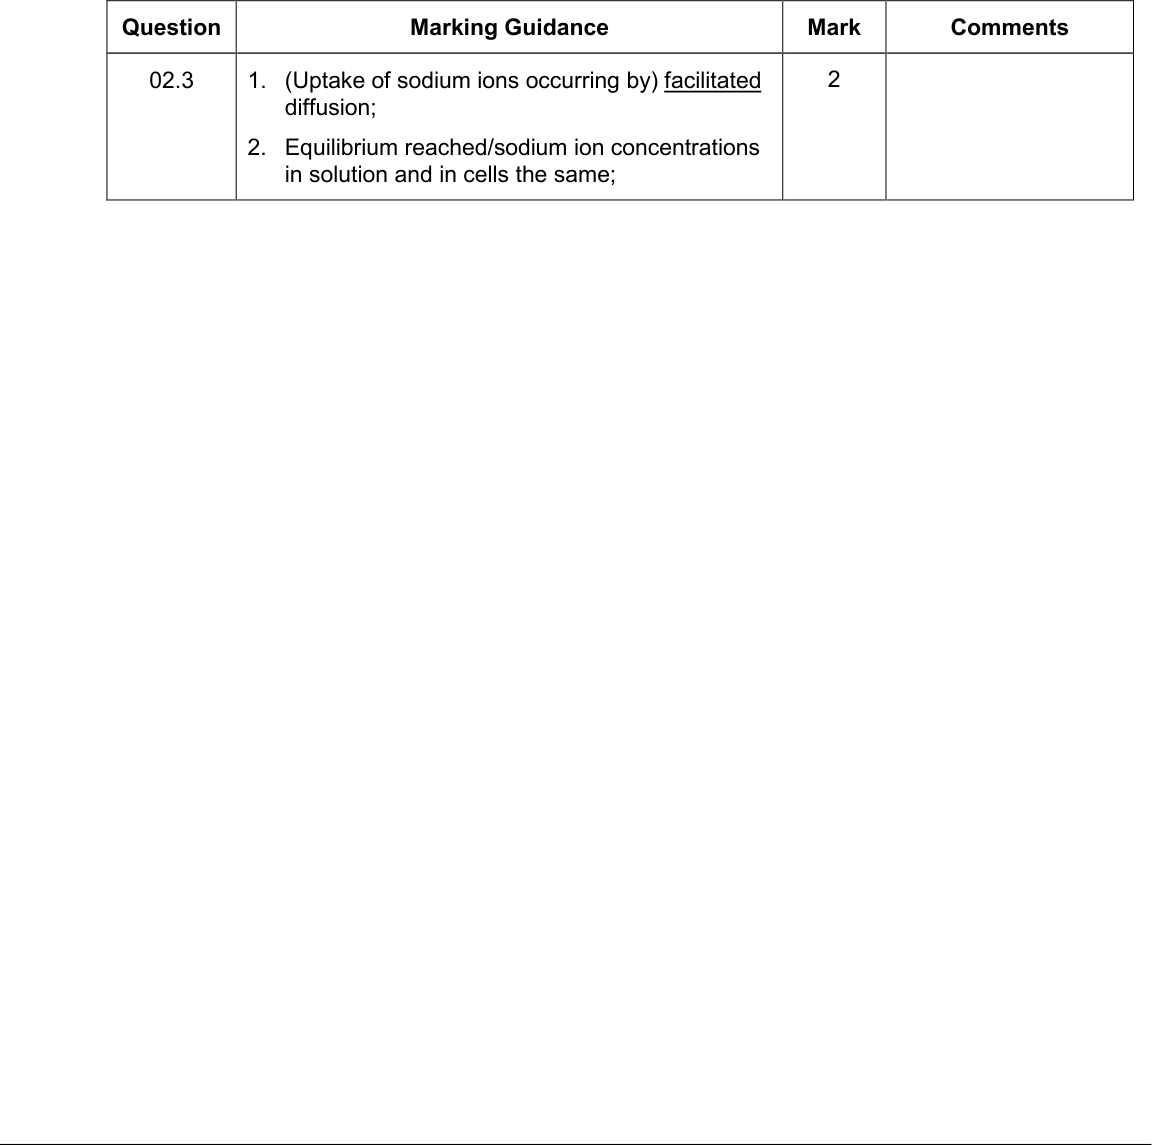 Question Marking Guidance Mark Comments
02.3 1. (Uptake of sodium ions occurring by) facilitated 2
diffusion;
2. Equilibrium reached/sodium ion concentrations
in solution and in cells the same;